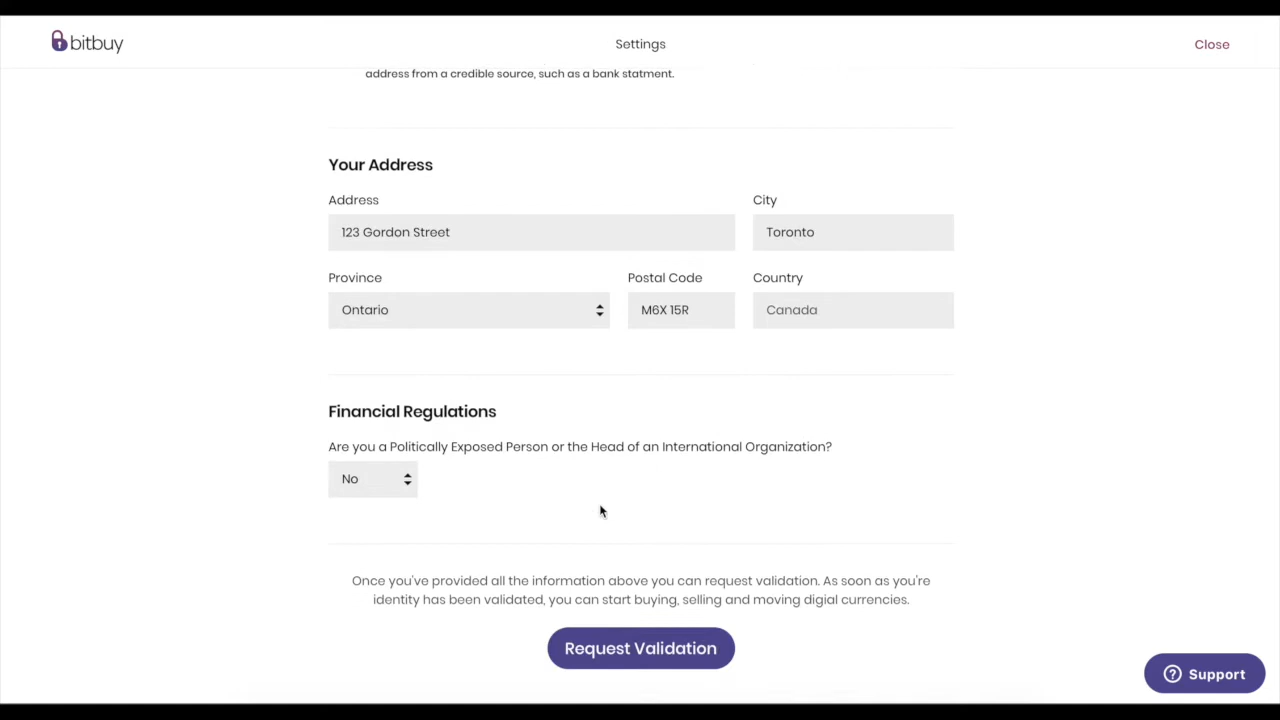 bitbuy
Settings
Close
address from a credible source, such as a bank statment.
Your Address
Address
City
123 Gordon Street
Toronto
Province
Postal Code
Country
Ontario
M6X 15R
Canada
Financial Regulations
Are you a Politically Exposed Person or the Head of an International Organization?
No
Once you've provided all the information above you can request validation. As soon as you're
identity has been validated, you can start buying, selling and moving digial currencies.
Request Validation
? Support